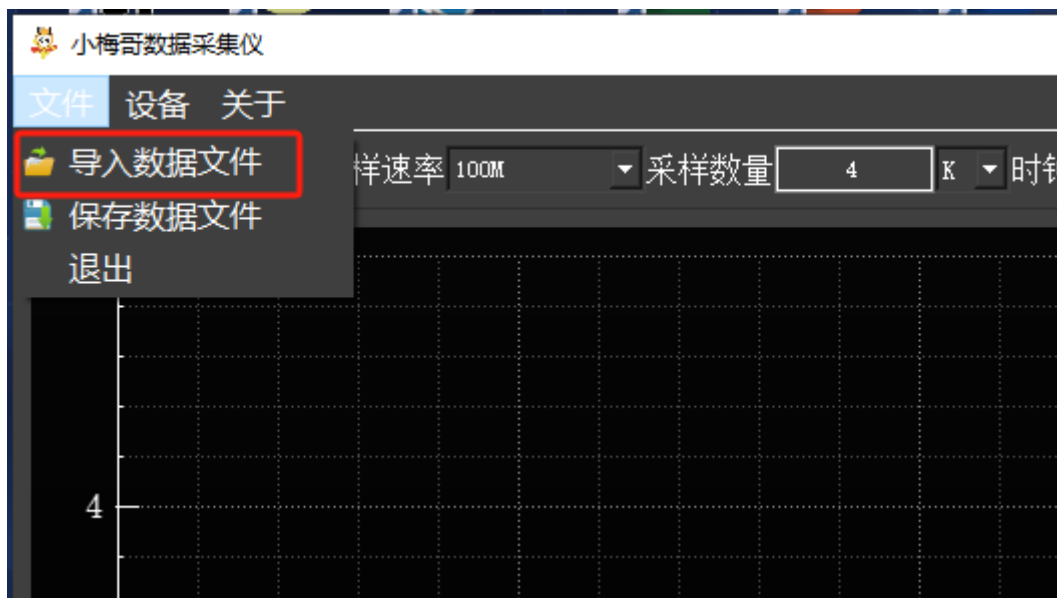 小梅哥数据采集仪
文件 设备 关于
导入数据文件
样速率 100M 采样数量 4 K 时钟
保存数据文件
退出
4